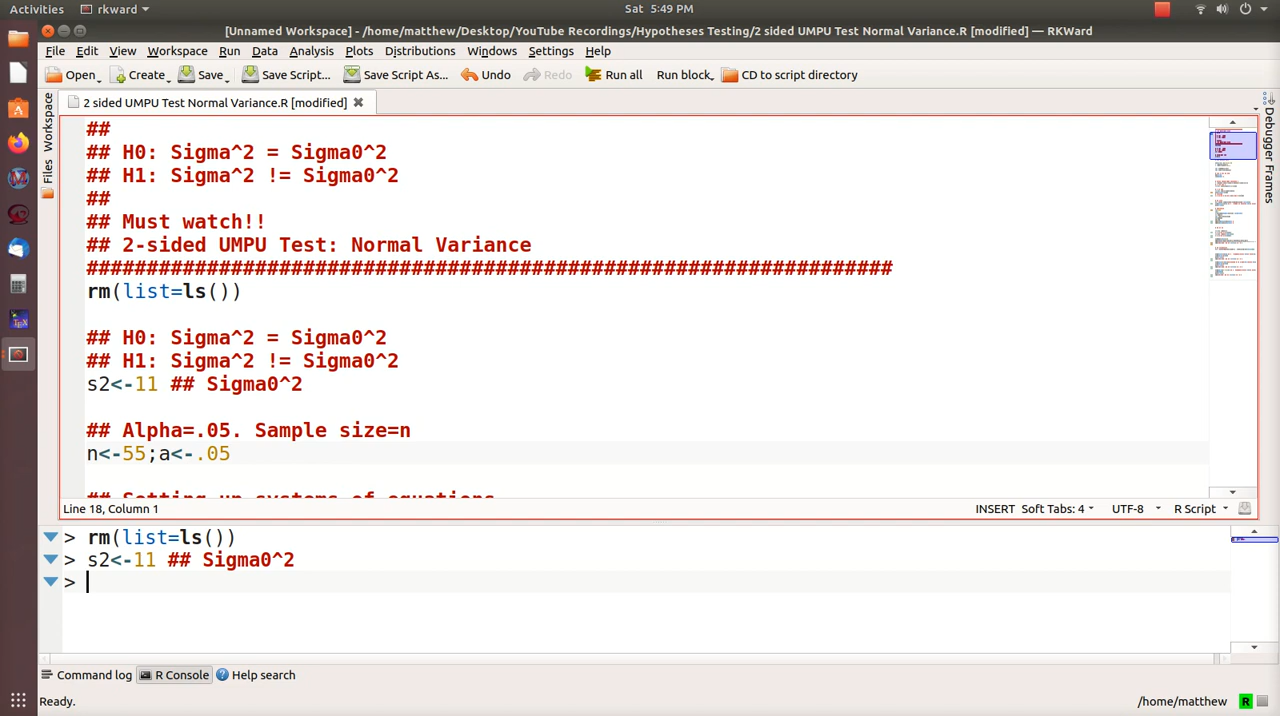 Activities
rkward
Sat 5:49 PM
[Unnamed Workspace] - /home/matthew/Desktop/YouTube Recordings/Hypotheses Testing/2 sided UMPU Test Normal Variance.R [modified] — RKWard
File Edit View Workspace Run Data Analysis Plots Distributions Windows Settings Help
Open Create Save Save Script... Save Script As... Undo Redo Run all Run block CD to script directory
2 sided UMPU Test Normal Variance.R [modified]
Workspace
Files
Debugger Frames
##
## H0: Sigma^2 = Sigma0^2
## H1: Sigma^2 != Sigma0^2
##
## Must watch!!
## 2-sided UMPU Test: Normal Variance
###################################################################
rm(list=ls())
## H0: Sigma^2 = Sigma0^2
## H1: Sigma^2 != Sigma0^2
s2<-11 ## Sigma0^2
## Alpha=.05. Sample size=n
n<-55;a<-.05
## Setting up systems of equations
Line 18, Column 1
INSERT Soft Tabs: 4 UTF-8 R Script
> rm(list=ls())
> s2<-11 ## Sigma0^2
>
Command log R Console Help search
Ready.
/home/matthew R